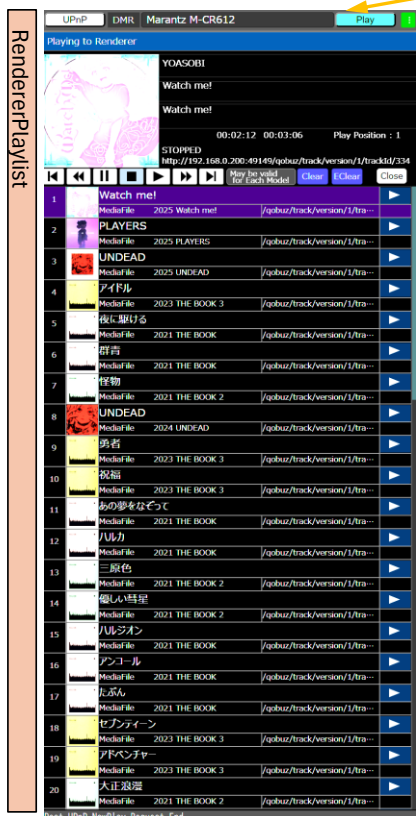 RendererPlaylist
UPnP DMR Marantz M-CR612 Play
Playing to Renderer
YOASOBI
Watch me!
Watch me!
00:02:12 00:03:06 Play Position : 1
STOPPED
http://192.168.0.200:49149/qobuz/track/version/1/trackId/334
May be valid
for Each Model Clear EClear Close
1 Watch me!
MediaFile 2025 Watch me! /qobuz/track/version/1/tra…
2 PLAYERS
MediaFile 2025 PLAYERS /qobuz/track/version/1/tra…
3 UNDEAD
MediaFile 2025 UNDEAD /qobuz/track/version/1/tra…
4 アイドル
MediaFile 2023 THE BOOK 3 /qobuz/track/version/1/tra…
5 夜に駆ける
MediaFile 2021 THE BOOK /qobuz/track/version/1/tra…
6 群青
MediaFile 2021 THE BOOK /qobuz/track/version/1/tra…
7 怪物
MediaFile 2021 THE BOOK 2 /qobuz/track/version/1/tra…
8 UNDEAD
MediaFile 2024 UNDEAD /qobuz/track/version/1/tra…
9 勇者
MediaFile 2023 THE BOOK 3 /qobuz/track/version/1/tra…
10 祝福
MediaFile 2023 THE BOOK 3 /qobuz/track/version/1/tra…
11 あの夢をなぞって
MediaFile 2021 THE BOOK /qobuz/track/version/1/tra…
12 ハルカ
MediaFile 2021 THE BOOK /qobuz/track/version/1/tra…
13 三原色
MediaFile 2021 THE BOOK 2 /qobuz/track/version/1/tra…
14 優しい彗星
MediaFile 2021 THE BOOK 2 /qobuz/track/version/1/tra…
15 ハルジオン
MediaFile 2021 THE BOOK /qobuz/track/version/1/tra…
16 アンコール
MediaFile 2021 THE BOOK /qobuz/track/version/1/tra…
17 たぶん
MediaFile 2021 THE BOOK /qobuz/track/version/1/tra…
18 セブンティーン
MediaFile 2023 THE BOOK 3 /qobuz/track/version/1/tra…
19 アドベンチャー
MediaFile 2023 THE BOOK 3 /qobuz/track/version/1/tra…
20 大正浪漫
MediaFile 2021 THE BOOK 2 /qobuz/track/version/1/tra…